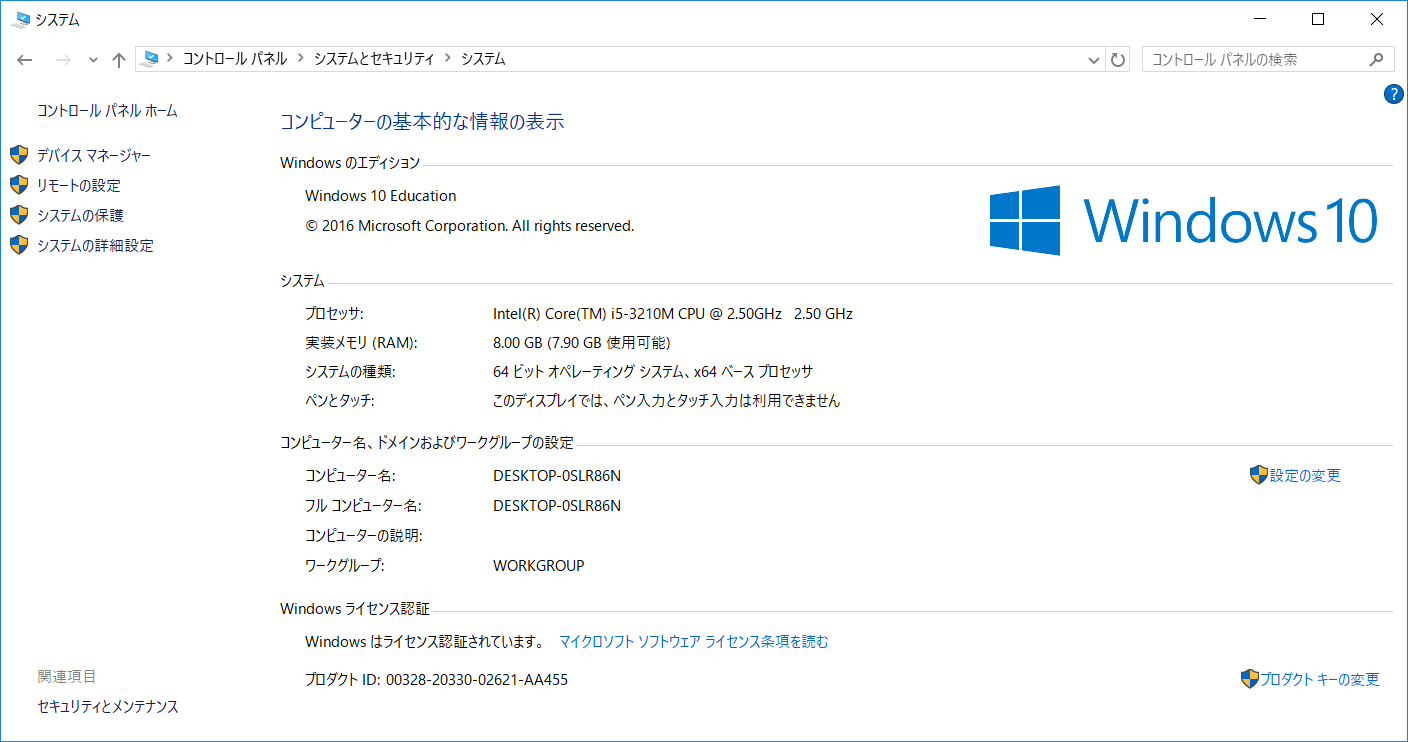 システム
コントロール パネル システムとセキュリティ システム
コントロール パネルの検索
?
コントロール パネル ホーム
デバイス マネージャー
リモートの設定
システムの保護
システムの詳細設定
コンピューターの基本的な情報の表示
Windows のエディション
Windows 10 Education
© 2016 Microsoft Corporation. All rights reserved.
Windows 10
システム
プロセッサ: Intel(R) Core(TM) i5-3210M CPU @ 2.50GHz 2.50 GHz
実装メモリ (RAM): 8.00 GB (7.90 GB 使用可能)
システムの種類: 64 ビット オペレーティング システム、x64 ベース プロセッサ
ペンとタッチ: このディスプレイでは、ペン入力とタッチ入力は利用できません
コンピューター名、ドメインおよびワークグループの設定
コンピューター名: DESKTOP-0SLR86N 設定の変更
フル コンピューター名: DESKTOP-0SLR86N
コンピューターの説明:
ワークグループ: WORKGROUP
Windows ライセンス認証
Windows はライセンス認証されています。 マイクロソフト ソフトウェア ライセンス条項を読む
プロダクト ID: 00328-20330-02621-AA455 プロダクト キーの変更
関連項目
セキュリティとメンテナンス